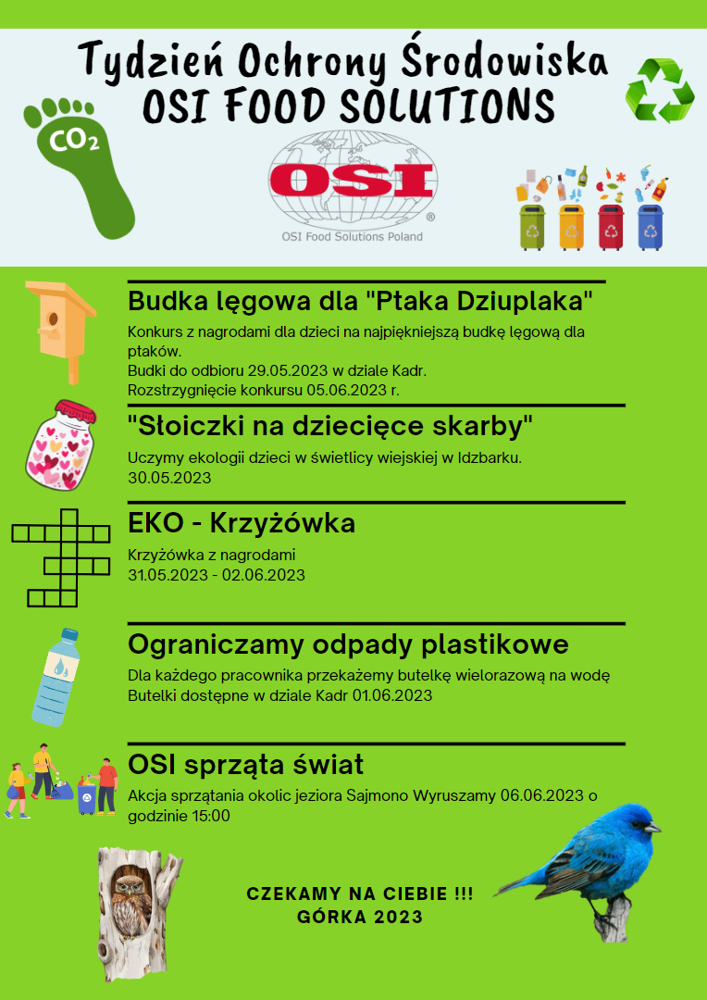 Tydzień Ochrony Środowiska
OSI FOOD SOLUTIONS
CO2
OSI
®
OSI Food Solutions Poland
Budka lęgowa dla "Ptaka Dziuplaka"
Konkurs z nagrodami dla dzieci na najpiękniejszą budkę lęgową dla
ptaków.
Budki do odbioru 29.05.2023 w dziale Kadr.
Rozstrzygnięcie konkursu 05.06.2023 r.
"Słoiczki na dziecięce skarby"
Uczymy ekologii dzieci w świetlicy wiejskiej w Idzbarku.
30.05.2023
EKO - Krzyżówka
Krzyżówka z nagrodami
31.05.2023 - 02.06.2023
Ograniczamy odpady plastikowe
Dla każdego pracownika przekażemy butelkę wielorazową na wodę
Butelki dostępne w dziale Kadr 01.06.2023
OSI sprząta świat
Akcja sprzątania okolic jeziora Sajmono Wyruszamy 06.06.2023 o
godzinie 15:00
CZEKAMY NA CIEBIE !!!
GÓRKA 2023